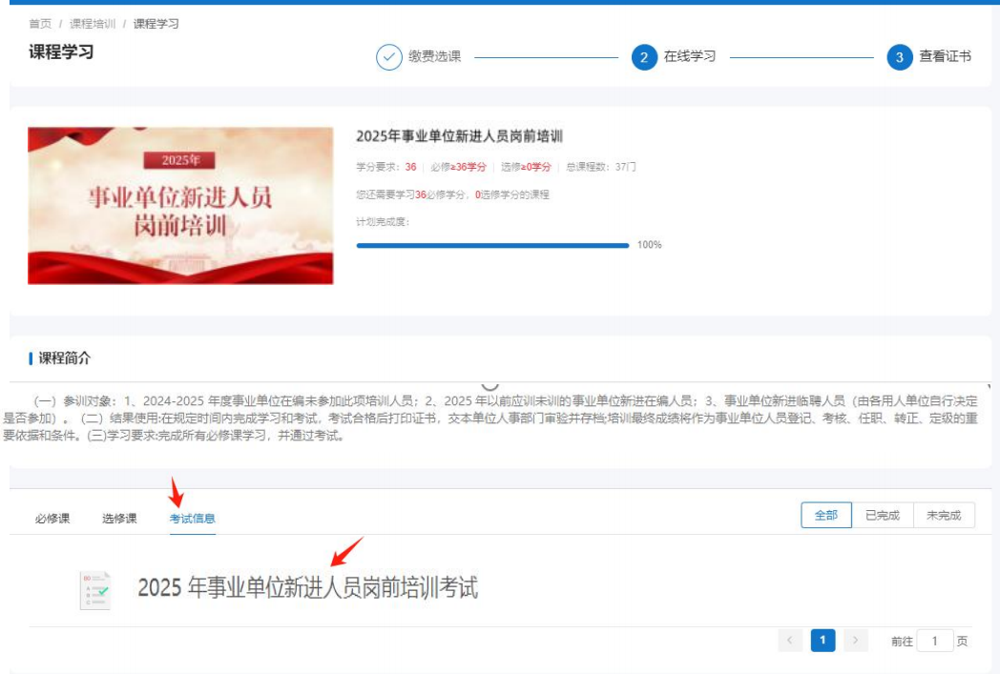 首页 / 课程培训 / 课程学习
课程学习
缴费选课
2 在线学习
3 查看证书
2025年
事业单位新进人员
岗前培训
2025年事业单位新进人员岗前培训
学分要求：36 | 必修≥36学分 | 选修≥0学分 | 总课程数：37门
您还需要学习36必修学分，0选修学分的课程
计划完成度：
100%
课程简介
（一）参训对象：1、2024-2025 年度事业单位在编未参加此项培训人员；2、2025 年以前应训未训的事业单位新进在编人员；3、事业单位新进临聘人员（由各用人单位自行决定
是否参加）。（二）结果使用:在规定时间内完成学习和考试，考试合格后打印证书，交本单位人事部门审验并存档;培训最终成绩将作为事业单位人员登记、考核、任职、转正、定级的重
要依据和条件。(三)学习要求:完成所有必修课学习，并通过考试。
必修课 选修课 考试信息
全部 已完成 未完成
2025 年事业单位新进人员岗前培训考试
< 1 > 前往 1 页